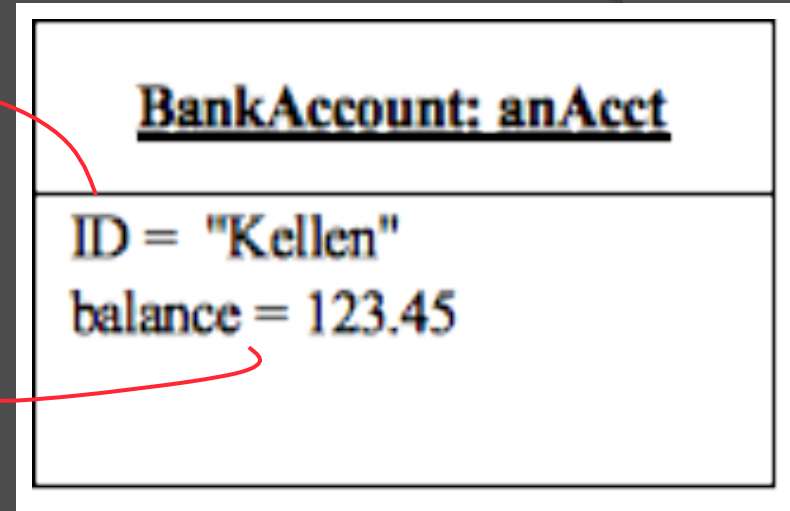 BankAccount: anAcct
ID = "Kellen"
balance = 123.45